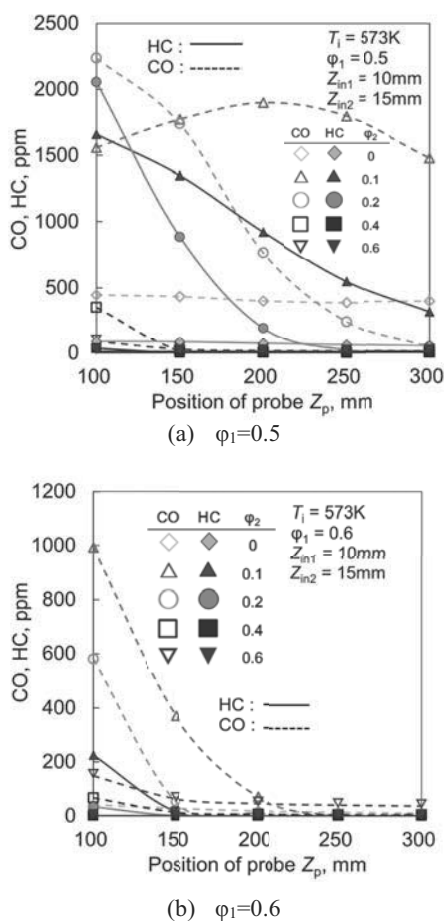 HC :
CO :
Ti = 573K
φ1 = 0.5
Zin1 = 10mm
Zin2 = 15mm
CO HC φ2
0
0.1
0.2
0.4
0.6
CO, HC, ppm
2500
2000
1500
1000
500
0
100 150 200 250 300
Position of probe Zp, mm
(a) φ1=0.5
1200
1000
800
600
400
200
0
CO HC φ2
0
0.1
0.2
0.4
0.6
Ti = 573K
φ1 = 0.6
Zin1 = 10mm
Zin2 = 15mm
HC :
CO :
CO, HC, ppm
100 150 200 250 300
Position of probe Zp, mm
(b) φ1=0.6